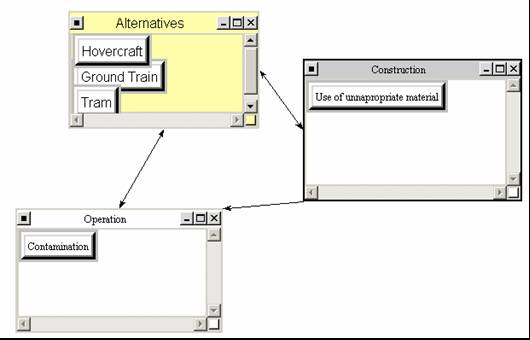 Alternatives
Hovercraft
Ground Train
Tram
Construction
Use of unnapropriate material
Operation
Contamination